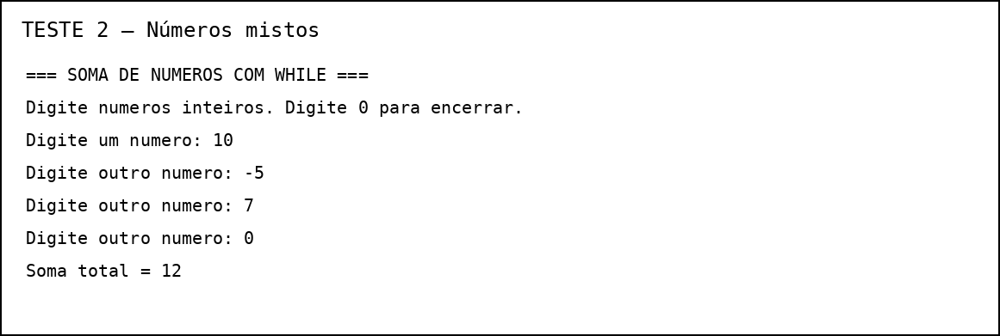 TESTE 2 – Números mistos
=== SOMA DE NUMEROS COM WHILE ===
Digite numeros inteiros. Digite 0 para encerrar.
Digite um numero: 10
Digite outro numero: -5
Digite outro numero: 7
Digite outro numero: 0
Soma total = 12